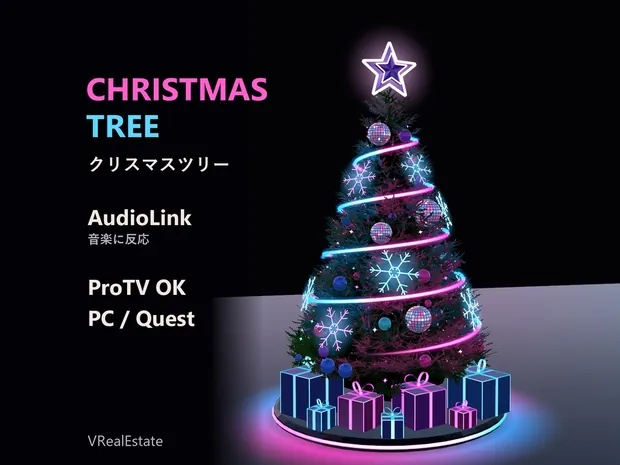 CHRISTMAS
TREE
クリスマスツリー
AudioLink
音楽に反応
ProTV OK
PC / Quest
VRealEstate